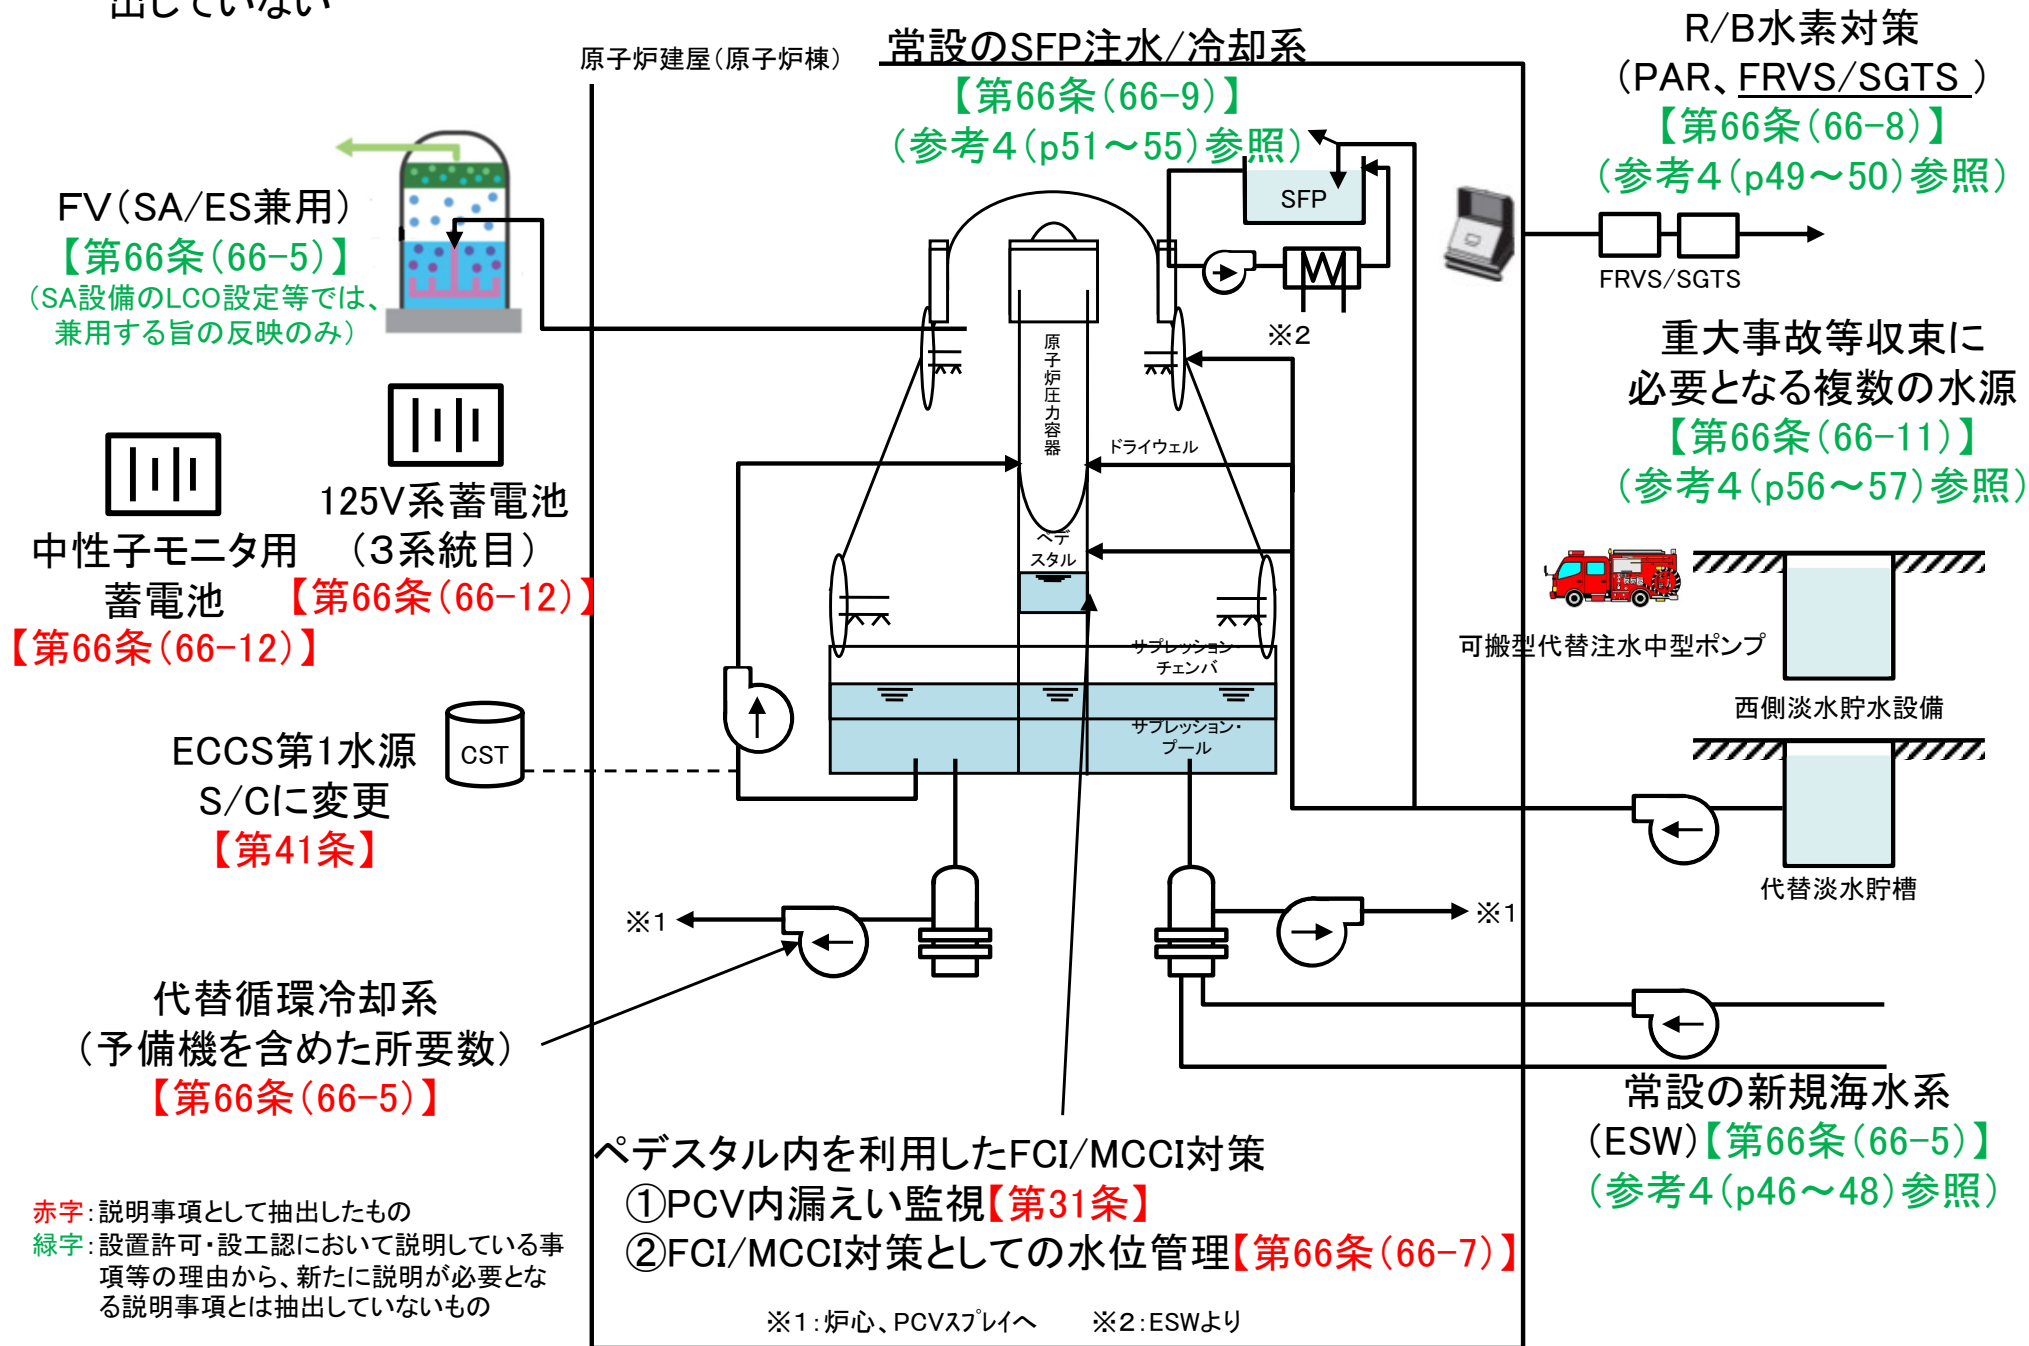 出していない
原子炉建屋(原子炉棟)
常設のSFP注水/冷却系
【第66条(66-9)】
(参考4(p51～55)参照)
R/B水素対策
(PAR、FRVS/SGTS )
【第66条(66-8)】
(参考4(p49～50)参照)
FRVS/SGTS
FV(SA/ES兼用)
【第66条(66-5)】
(SA設備のLCO設定等では、
兼用する旨の反映のみ)
SFP
※2
原子炉圧力容器
ドライウェル
ペデ
スタル
サプレッション・
チェンバ
サプレッション・
プール
重大事故等収束に
必要となる複数の水源
【第66条(66-11)】
(参考4(p56～57)参照)
125V系蓄電池
(3系統目)
【第66条(66-12)】
中性子モニタ用
蓄電池
【第66条(66-12)】
可搬型代替注水中型ポンプ
西側淡水貯水設備
代替淡水貯槽
ECCS第1水源
S/Cに変更
【第41条】
CST
※1
※1
代替循環冷却系
(予備機を含めた所要数)
【第66条(66-5)】
常設の新規海水系
(ESW)【第66条(66-5)】
(参考4(p46～48)参照)
ペデスタル内を利用したFCI/MCCI対策
①PCV内漏えい監視【第31条】
②FCI/MCCI対策としての水位管理【第66条(66-7)】
赤字：説明事項として抽出したもの
緑字：設置許可・設工認において説明している事
項等の理由から、新たに説明が必要とな
る説明事項とは抽出していないもの
※1：炉心、PCVｽﾌﾟﾚｲへ
※2：ESWより